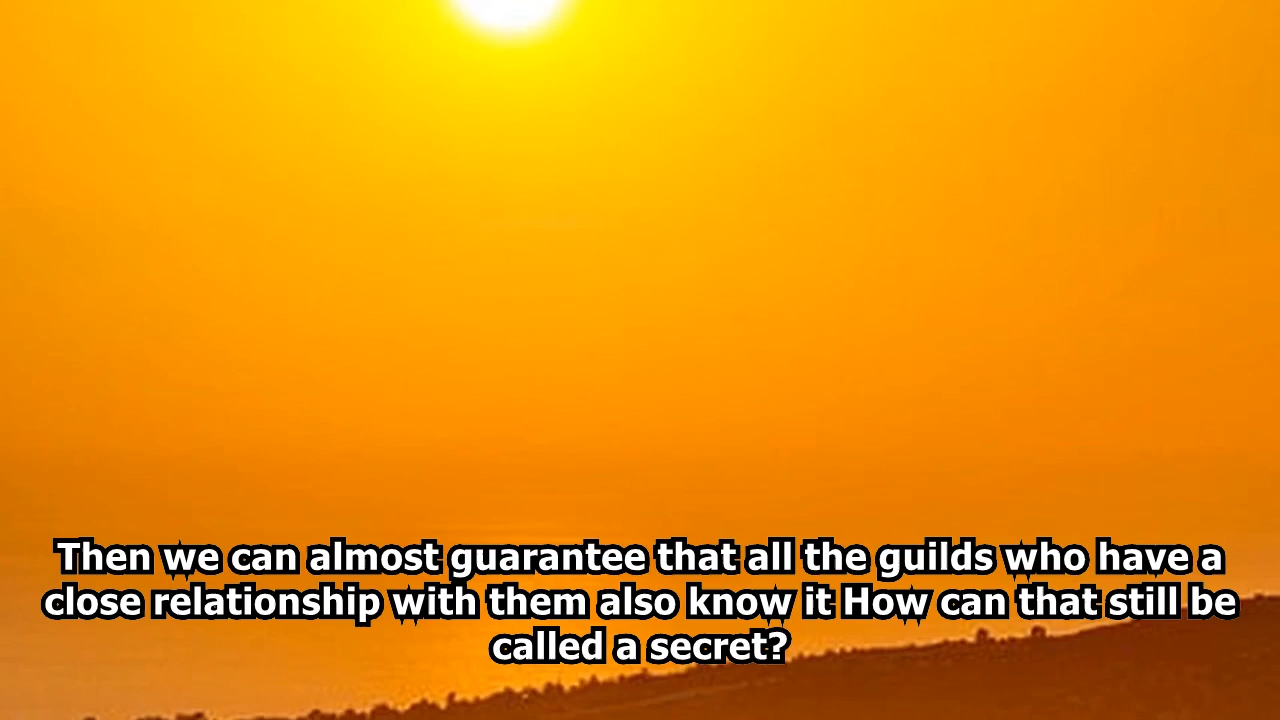 Then we can almost guarantee that all the guilds who have a
close relationship with them also know it How can that still be
called a secret?